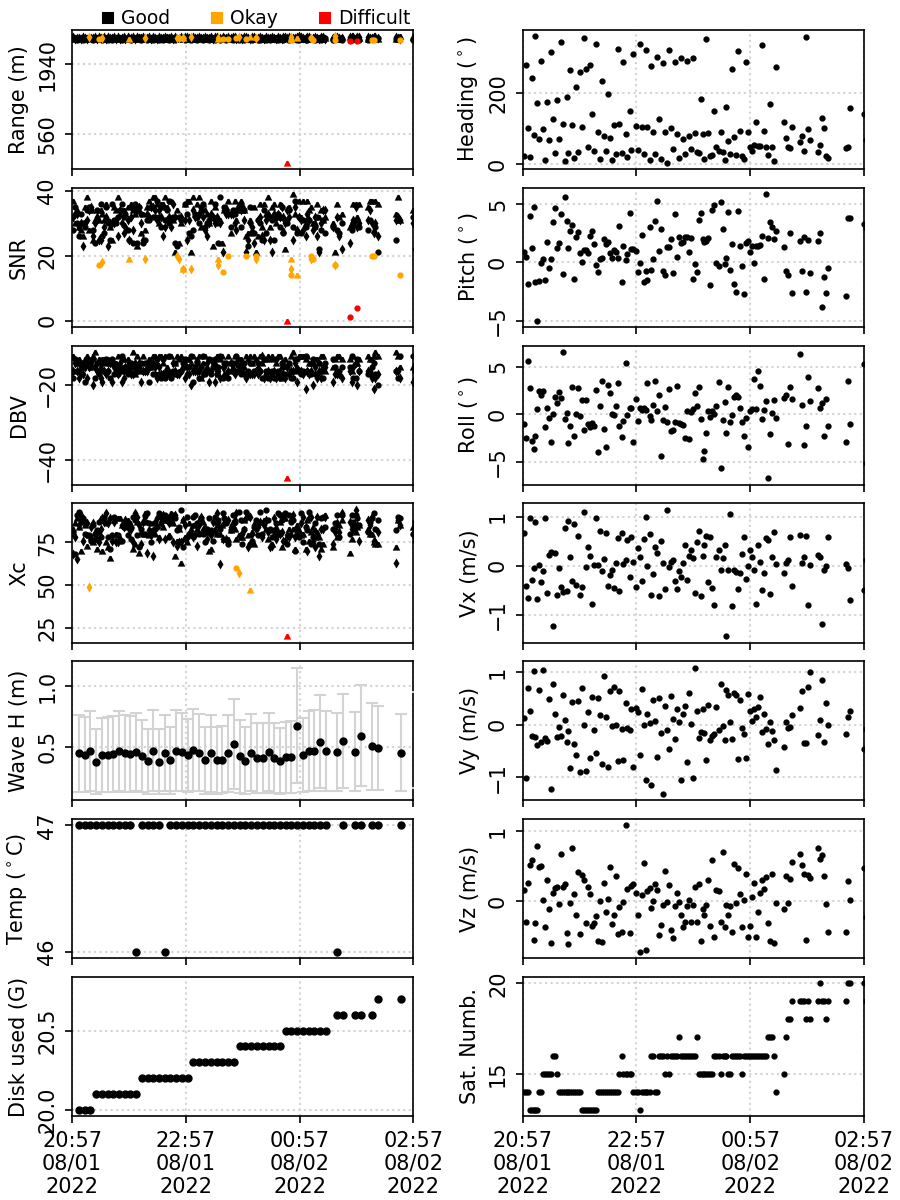 Good Okay Difficult
Range (m)
1940
560
Heading (°)
200
0
SNR
40
20
0
Pitch (°)
5
0
−5
DBV
−20
−40
Roll (°)
5
0
−5
Xc
75
50
25
Vx (m/s)
1
0
−1
Wave H (m)
1.0
0.5
Vy (m/s)
1
0
−1
Temp (°C)
47
46
Vz (m/s)
1
0
Disk used (G)
20.5
20.0
Sat. Numb.
20
15
20:57 22:57 00:57 02:57
08/01 08/01 08/02 08/02
2022 2022 2022 2022
20:57 22:57 00:57 02:57
08/01 08/01 08/02 08/02
2022 2022 2022 2022